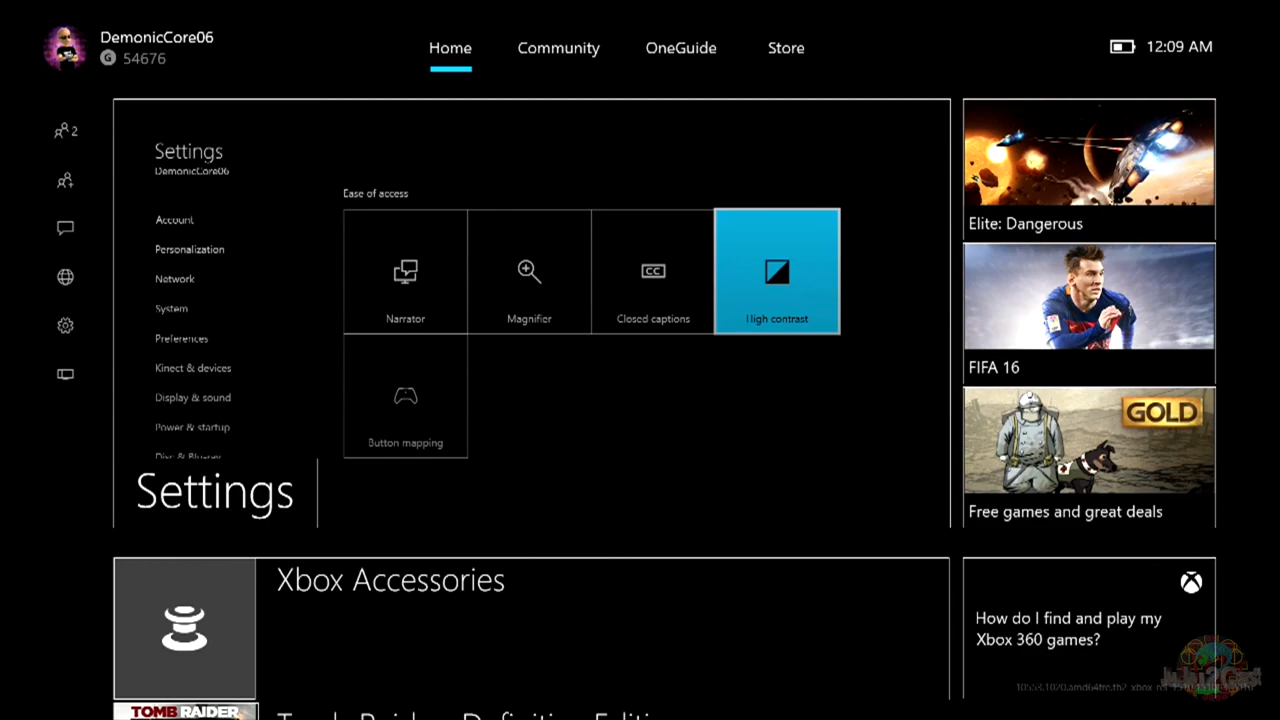 DemonicCore06
G 54676
Home
Community
OneGuide
Store
12:09 AM
2
Settings
DemonicCore06
Account
Personalization
Network
System
Preferences
Kinect & devices
Display & sound
Power & startup
Ease of access
Narrator
Magnifier
CC
Closed captions
High contrast
Button mapping
Settings
Elite: Dangerous
FIFA 16
GOLD
Free games and great deals
Xbox Accessories
How do I find and play my
Xbox 360 games?
TOMB RAIDER